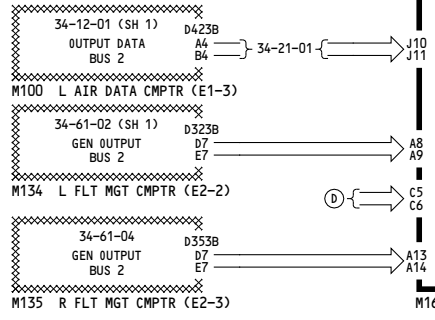 34-12-01 (SH 1)
D423B
OUTPUT DATA
BUS 2
A4
B4
34-21-01
J10
J11
M100 L AIR DATA CMPTR (E1-3)
34-61-02 (SH 1)
D323B
GEN OUTPUT
BUS 2
D7
E7
A8
A9
M134 L FLT MGT CMPTR (E2-2)
D
C5
C6
34-61-04
D353B
GEN OUTPUT
BUS 2
D7
E7
A13
A14
M135 R FLT MGT CMPTR (E2-3)